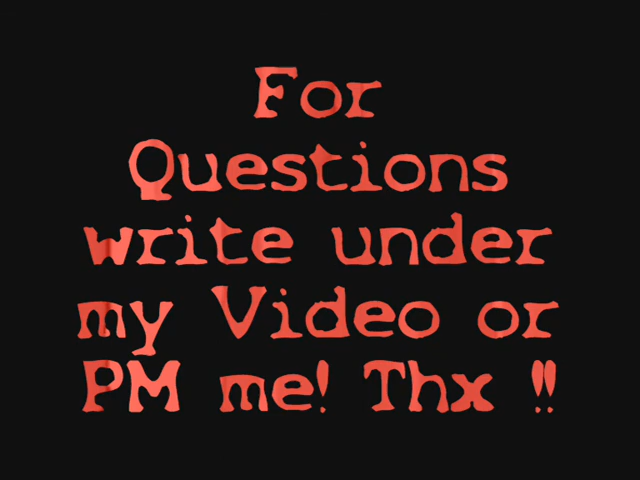 For
Questions
write under
my Video or
PM me! Thx !!